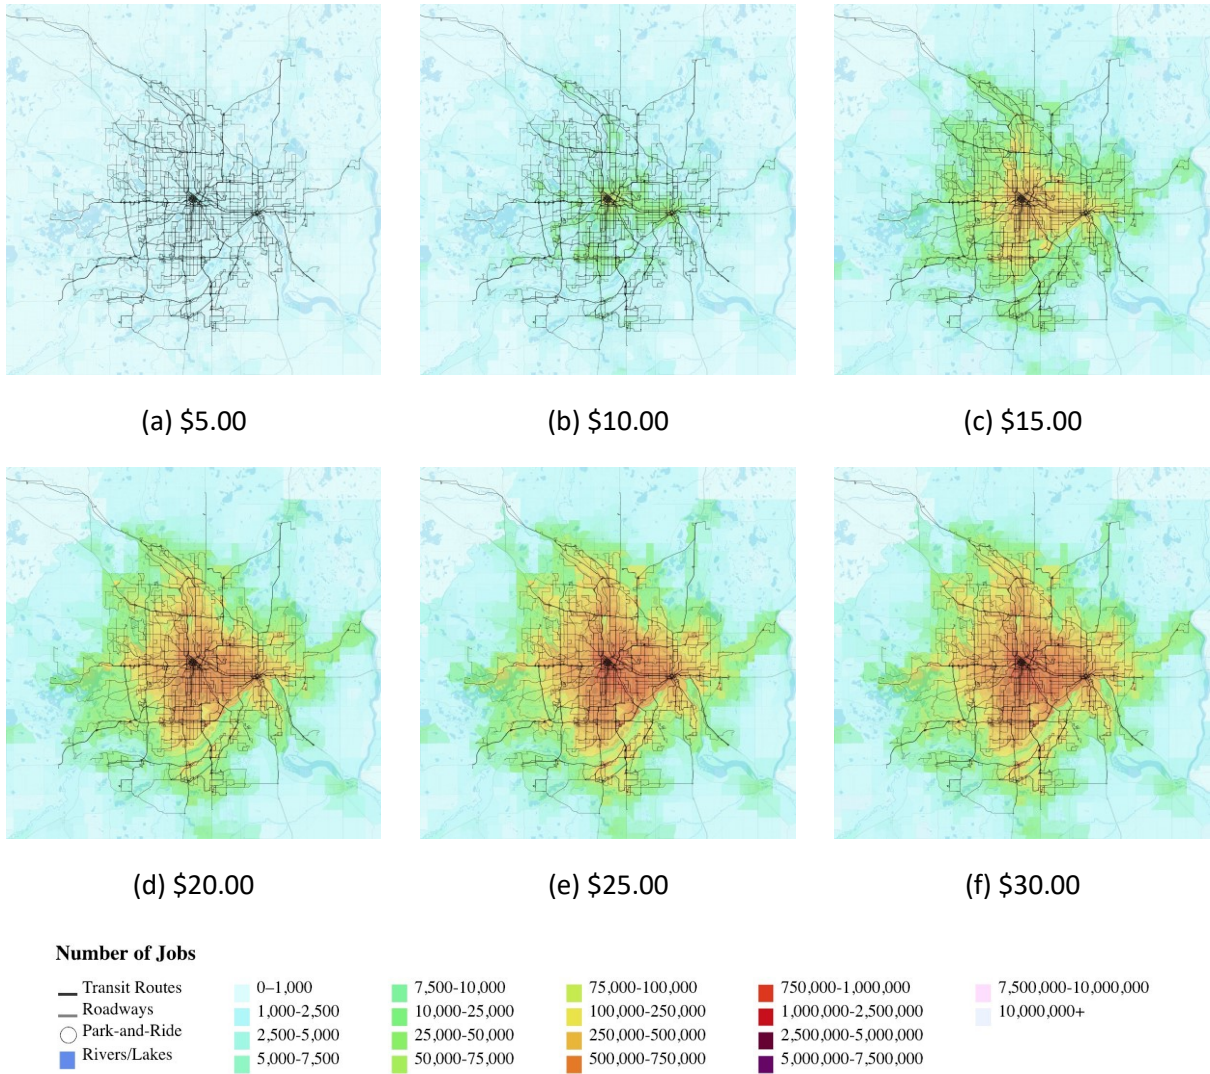 (a) $5.00
(b) $10.00
(c) $15.00
(d) $20.00
(e) $25.00
(f) $30.00
Number of Jobs
Transit Routes
Roadways
Park-and-Ride
Rivers/Lakes
0–1,000
1,000-2,500
2,500-5,000
5,000-7,500
7,500-10,000
10,000-25,000
25,000-50,000
50,000-75,000
75,000-100,000
100,000-250,000
250,000-500,000
500,000-750,000
750,000-1,000,000
1,000,000-2,500,000
2,500,000-5,000,000
5,000,000-7,500,000
7,500,000-10,000,000
10,000,000+